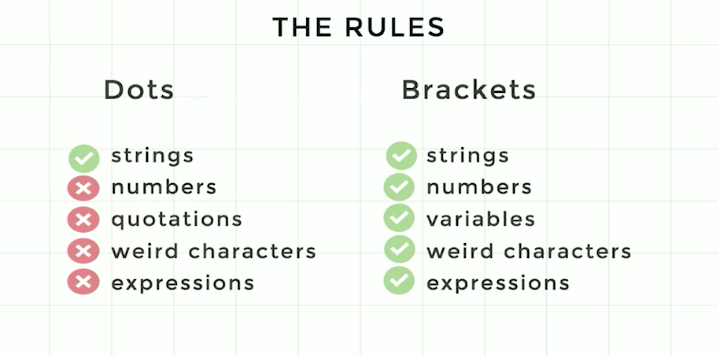 THE RULES
Dots
strings
numbers
quotations
weird characters
expressions
Brackets
strings
numbers
variables
weird characters
expressions